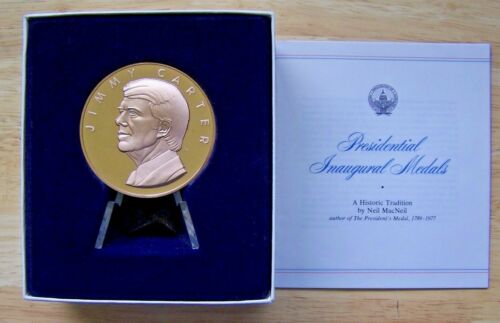 JIMMY CARTER
Presidential
Inaugural Medals
A Historic Tradition
by Neil MacNeil
author of The President's Medal, 1789-1977